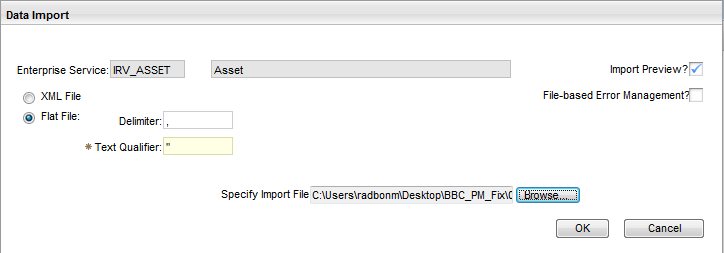 Data Import
Enterprise Service: IRV_ASSET Asset Import Preview?
XML File File-based Error Management?
Flat File: Delimiter: ,
Text Qualifier: "
Specify Import File C:\Users\radbonm\Desktop\BBC_PM_Fix\ Browse...
OK Cancel